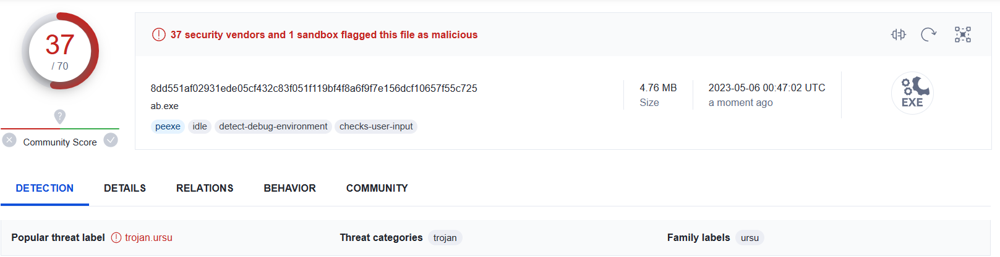 37
/ 70
?
Community Score
37 security vendors and 1 sandbox flagged this file as malicious
8dd551af02931ede05cf432c83f051f119bf4f8a6f9f7e156dcf10657f55c725
ab.exe
peexe idle detect-debug-environment checks-user-input
4.76 MB
Size
2023-05-06 00:47:02 UTC
a moment ago
EXE
DETECTION DETAILS RELATIONS BEHAVIOR COMMUNITY
Popular threat label trojan.ursu Threat categories trojan Family labels ursu